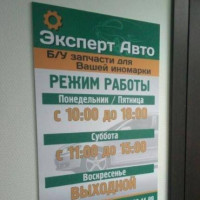 Эксперт Авто
Б/У запчасти для
Вашей иномарки
РЕЖИМ РАБОТЫ
Понедельник / Пятница
с 10:00 до 18:00
Суббота
с 11:00 до 15:00
Воскресенье
ВЫХОДНОЙ